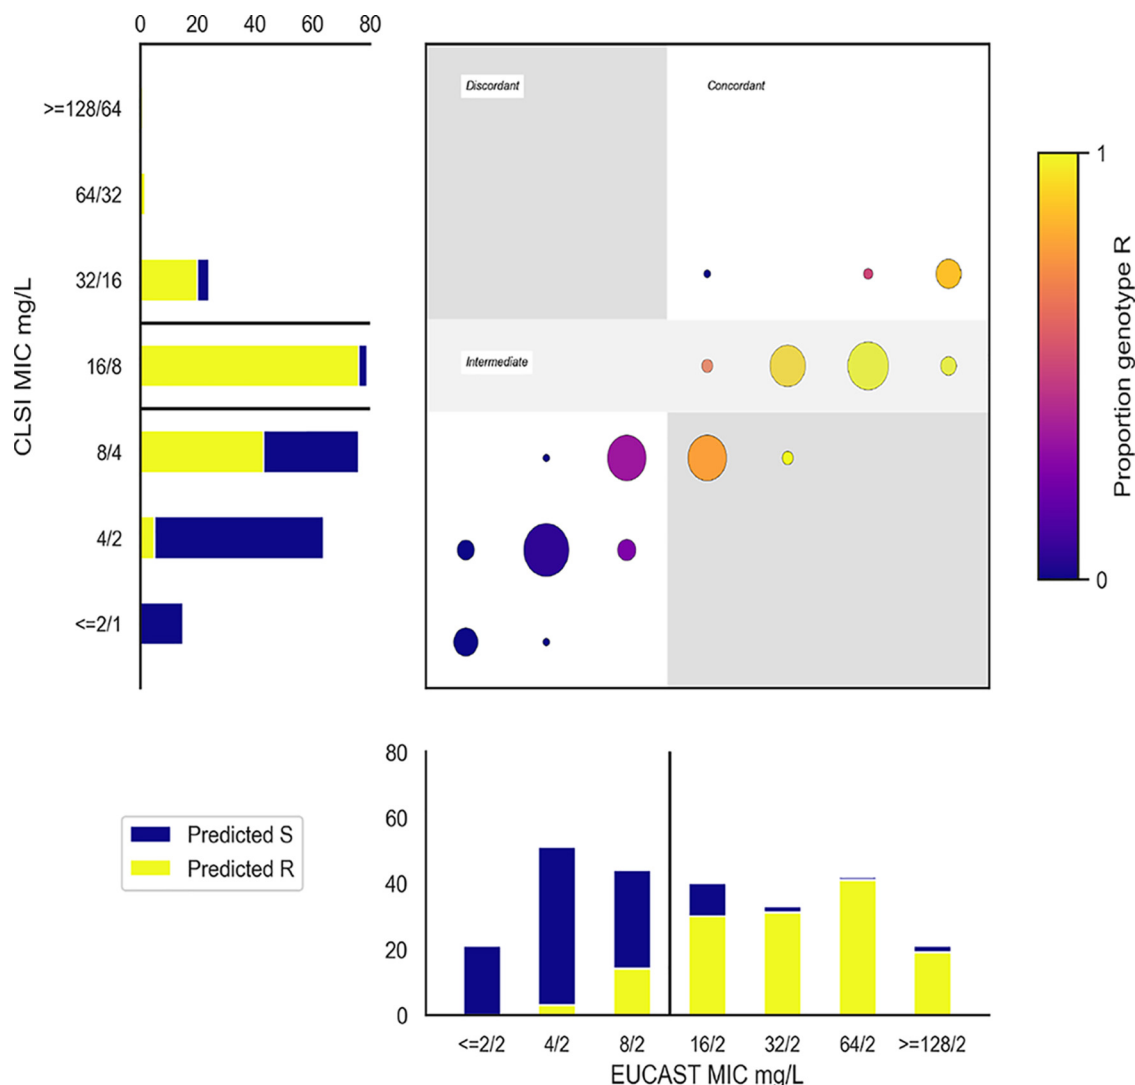 0 20 40 60 80
>=128/64
64/32
32/16
16/8
8/4
4/2
<=2/1
CLSI MIC mg/L
Discordant
Concordant
Intermediate
1
0
Proportion genotype R
Predicted S
Predicted R
80
60
40
20
0
<=2/2 4/2 8/2 16/2 32/2 64/2 >=128/2
EUCAST MIC mg/L